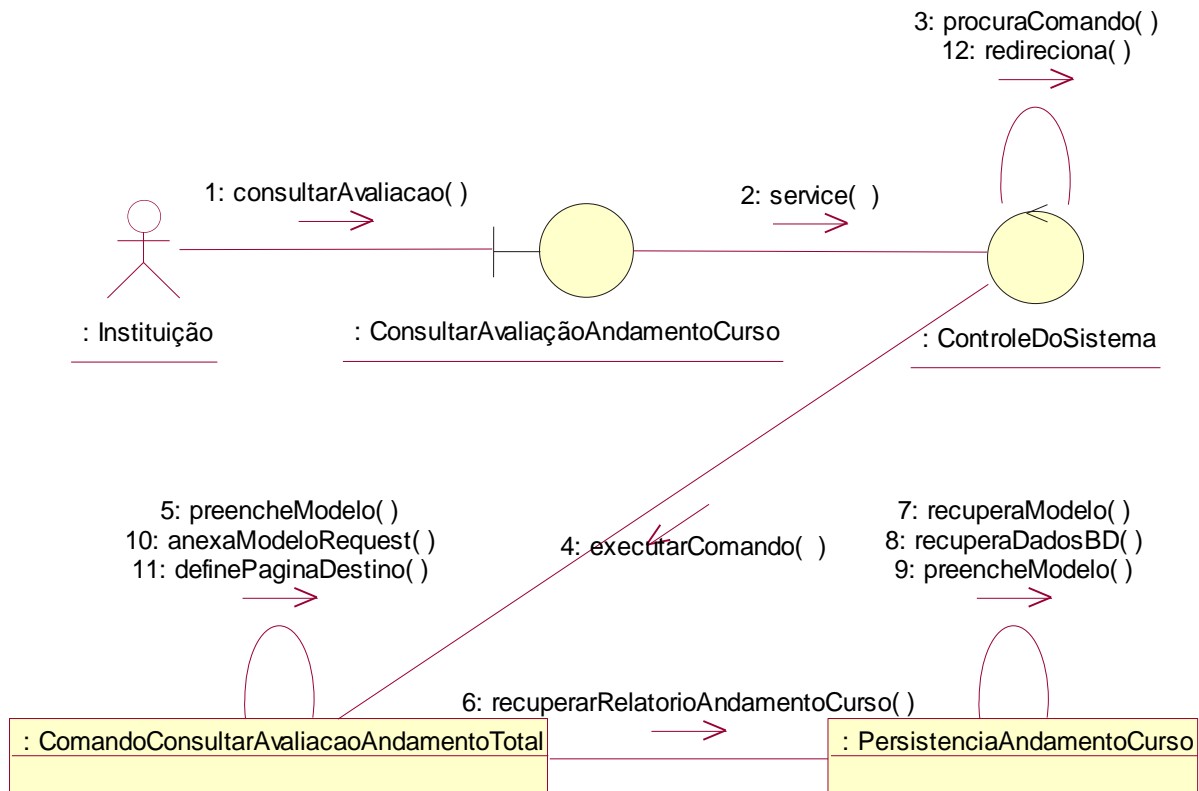 3: procuraComando( )
12: redireciona( )
1: consultarAvaliacao( )
2: service(  )
: Instituição
: ConsultarAvaliaçãoAndamentoCurso
: ControleDoSistema
5: preencheModelo( )
10: anexaModeloRequest( )
11: definePaginaDestino( )
4: executarComando(  )
7: recuperaModelo( )
8: recuperaDadosBD( )
9: preencheModelo( )
6: recuperarRelatorioAndamentoCurso( )
: ComandoConsultarAvaliacaoAndamentoTotal
: PersistenciaAndamentoCurso